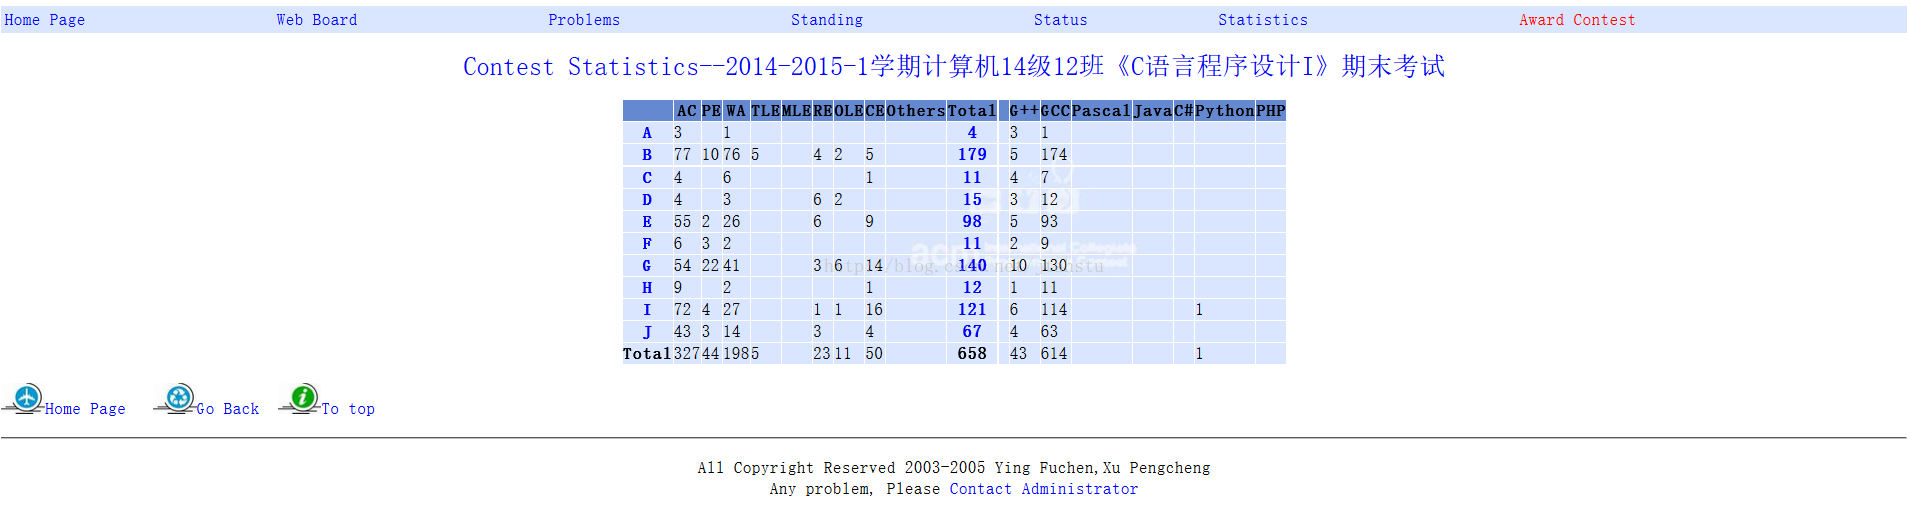 Home Page Web Board Problems Standing Status Statistics Award Contest
Contest Statistics--2014-2015-1学期计算机14级12班《C语言程序设计I》期末考试
AC PE WA TLE MLE RE OLE CE Others Total G++ GCC Pascal Java C# Python PHP
A 3 1 4 3 1
B 77 10 76 5 4 2 5 179 5 174
C 4 6 1 11 4 7
D 4 3 6 2 15 3 12
E 55 2 26 6 9 98 5 93
F 6 3 2 11 2 9
G 54 22 41 3 6 14 140 10 130
H 9 2 1 12 1 11
I 72 4 27 1 1 16 121 6 114 1
J 43 3 14 3 4 67 4 63
Total 327 44 198 5 23 11 50 658 43 614 1
Home Page Go Back To top
All Copyright Reserved 2003-2005 Ying Fuchen,Xu Pengcheng
Any problem, Please Contact Administrator